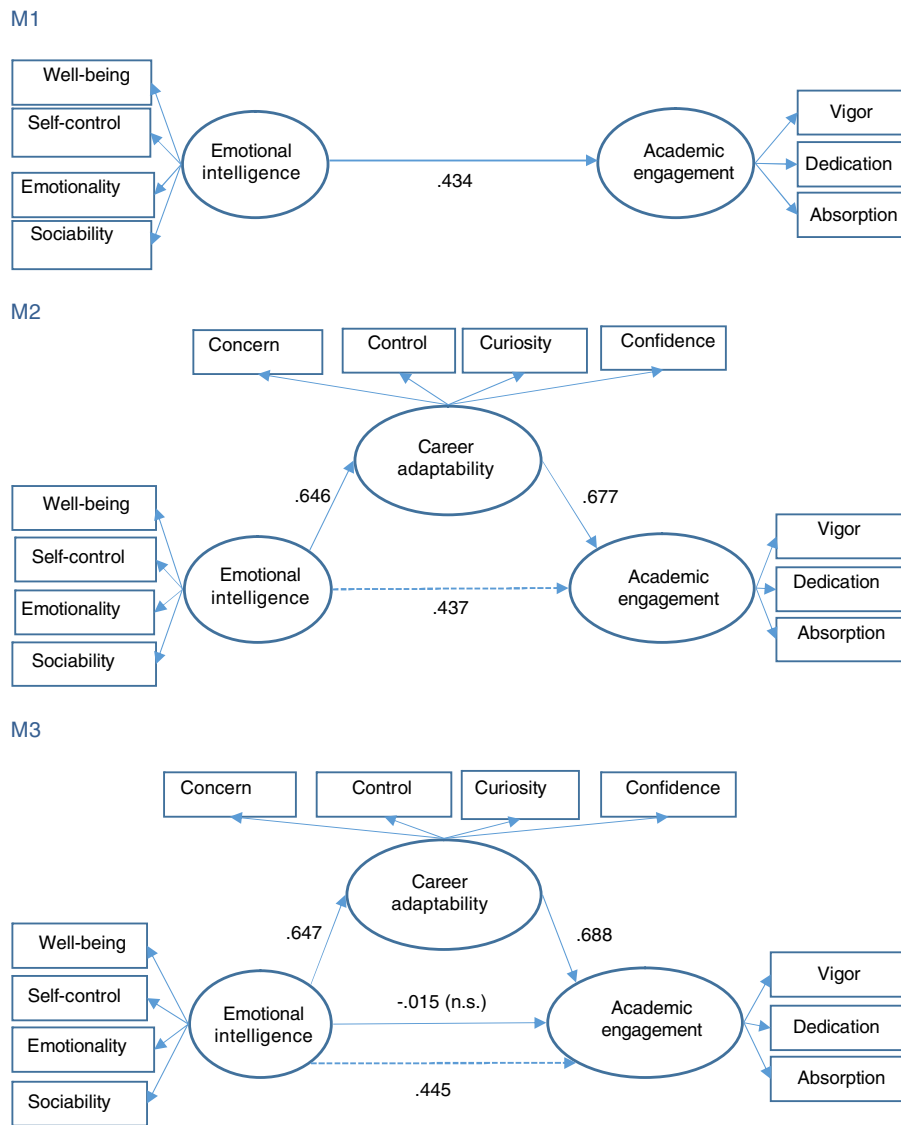 M1
Well-being
Self-control
Emotionality
Sociability
Emotional
intelligence
.434
Academic
engagement
Vigor
Dedication
Absorption
M2
Concern
Control
Curiosity
Confidence
Career
adaptability
.646
.677
Well-being
Self-control
Emotionality
Sociability
Emotional
intelligence
.437
Academic
engagement
Vigor
Dedication
Absorption
M3
Concern
Control
Curiosity
Confidence
Career
adaptability
.647
.688
Well-being
Self-control
Emotionality
Sociability
Emotional
intelligence
-.015 (n.s.)
.445
Academic
engagement
Vigor
Dedication
Absorption